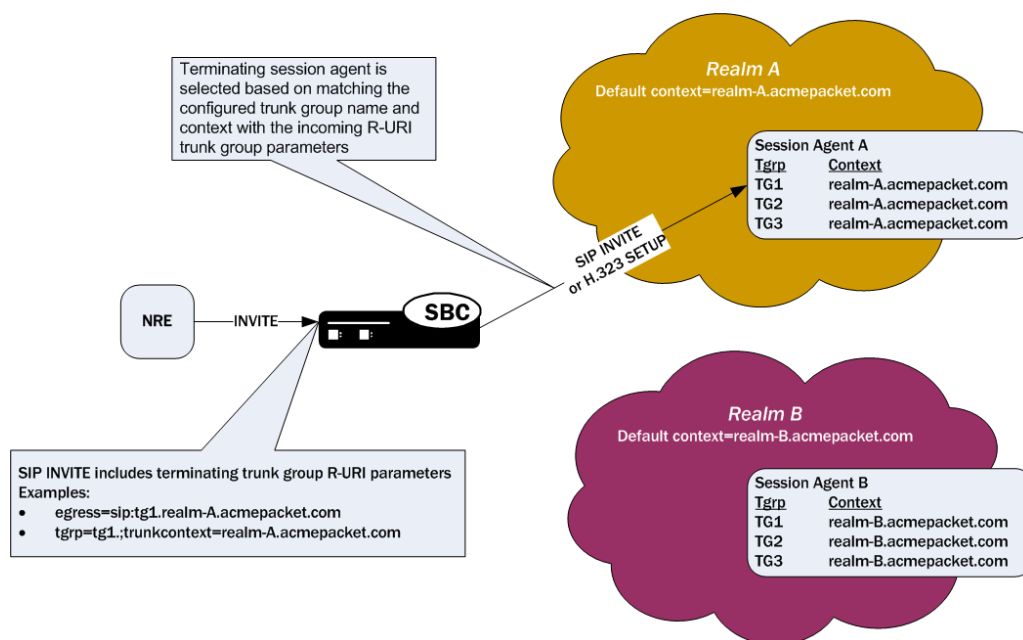 Terminating session agent is
selected based on matching the
configured trunk group name and
context with the incoming R-URI
trunk group parameters
Realm A
Default context=realm-A.acmepacket.com
Session Agent A
Tgrp Context
TG1 realm-A.acmepacket.com
TG2 realm-A.acmepacket.com
TG3 realm-A.acmepacket.com
SIP INVITE
or H.323 SETUP
NRE
INVITE
SBC
Realm B
Default context=realm-B.acmepacket.com
Session Agent B
Tgrp Context
TG1 realm-B.acmepacket.com
TG2 realm-B.acmepacket.com
TG3 realm-B.acmepacket.com
SIP INVITE includes terminating trunk group R-URI parameters
Examples:
• egress=sip:tg1.realm-A.acmepacket.com
• tgrp=tg1.;trunkcontext=realm-A.acmepacket.com